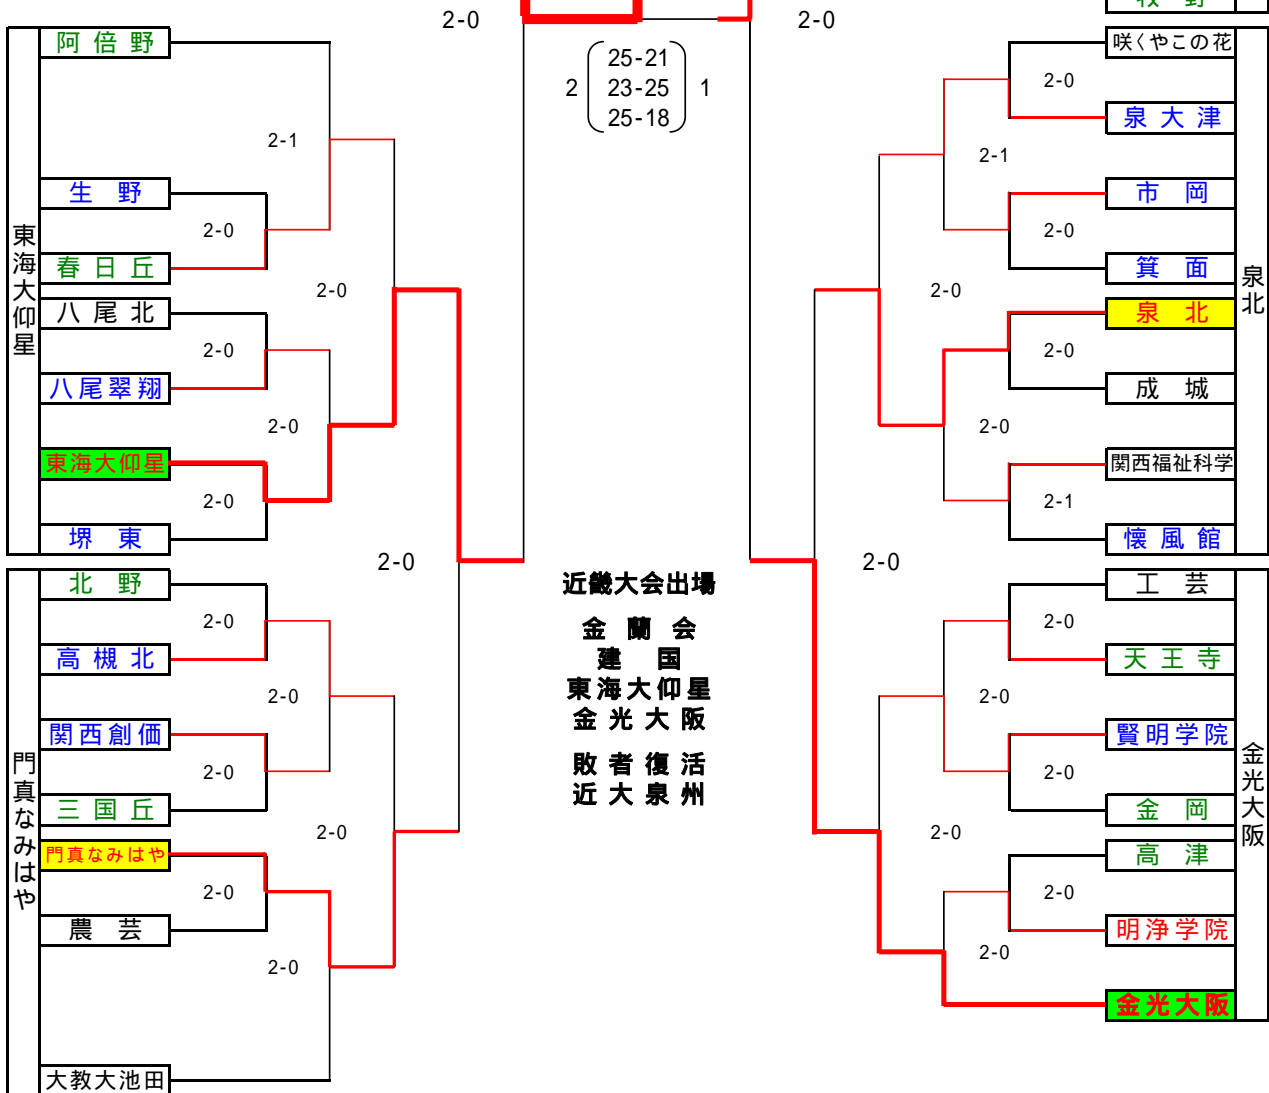 2-0
2-0
25-21
2
23-25
1
25-18
東海大仰星
阿倍野
2-1
生野
2-0
春日丘
2-0
八尾北
2-0
八尾翠翔
2-0
東海大仰星
2-0
堺東
2-0
門真なみはや
北野
2-0
高槻北
2-0
関西創価
2-0
三国丘
2-0
門真なみはや
2-0
農芸
2-0
大教大池田
近畿大会出場
金蘭会
建国
東海大仰星
金光大阪
敗者復活
近大泉州
咲くやこの花
2-0
泉大津
2-1
市岡
2-0
箕面
2-0
泉北
2-0
成城
2-0
関西福祉科学
2-1
懐風館
泉北
2-0
工芸
2-0
天王寺
2-0
賢明学院
2-0
金岡
2-0
高津
2-0
明浄学院
2-0
金光大阪
金光大阪